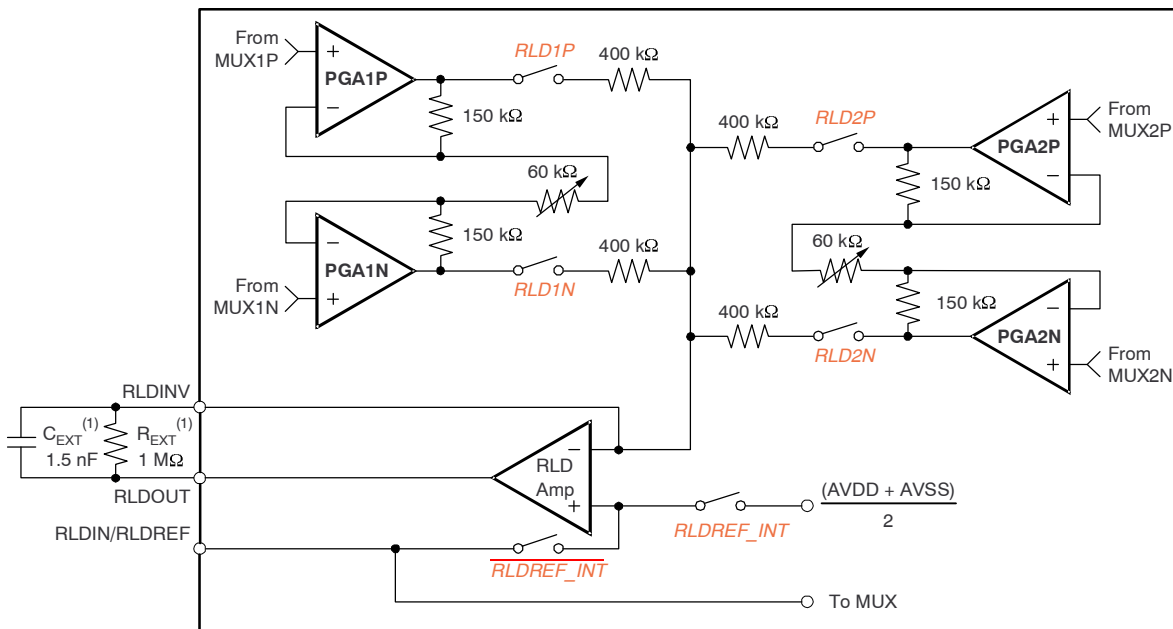 From
MUX1P
+
PGA1P
−
RLD1P
400 kΩ
150 kΩ
60 kΩ
−
PGA1N
+
From
MUX1N
150 kΩ
RLD1N
400 kΩ
400 kΩ
RLD2P
+
PGA2P
−
From
MUX2P
150 kΩ
60 kΩ
400 kΩ
RLD2N
150 kΩ
−
PGA2N
+
From
MUX2N
RLDINV
C_EXT (1)
1.5 nF
R_EXT (1)
1 MΩ
RLDOUT
RLDIN/RLDREF
−
RLD
Amp
+
RLDREF_INT
(AVDD + AVSS)
2
RLDREF_INT
To MUX